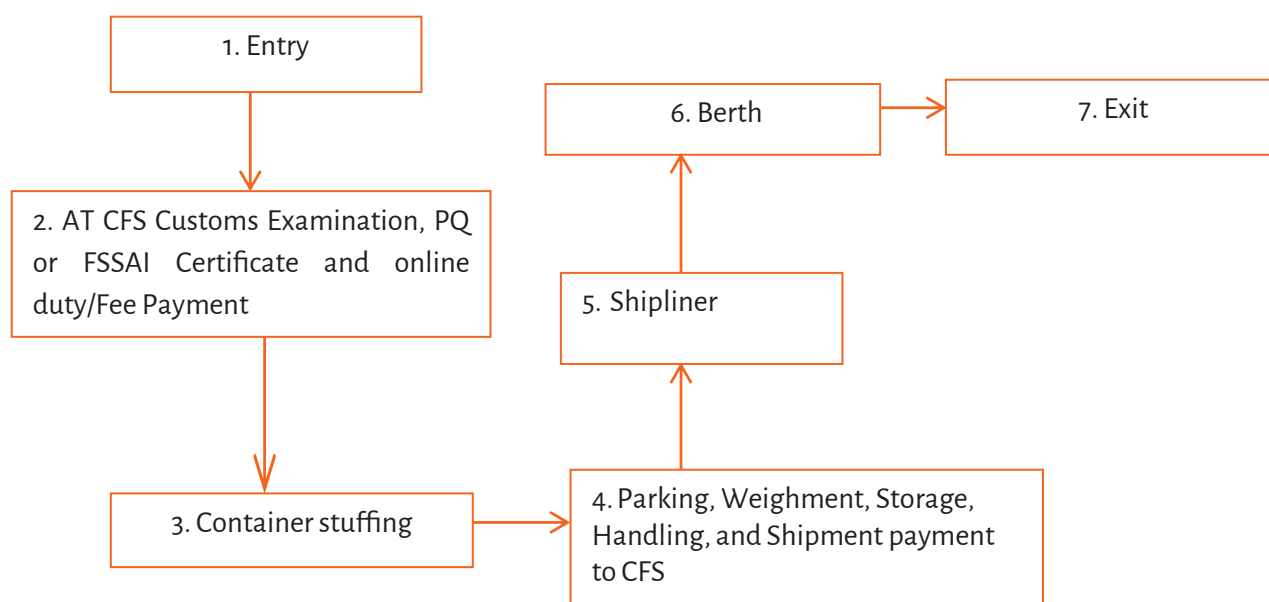 1. Entry
2. AT CFS Customs Examination, PQ
or FSSAI Certificate and online
duty/Fee Payment
3. Container stuffing
4. Parking, Weighment, Storage,
Handling, and Shipment payment
to CFS
5. Shipliner
6. Berth
7. Exit